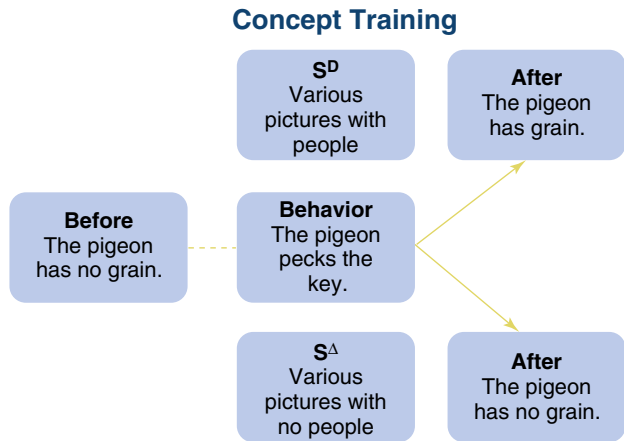 Concept Training
S^D
Various
pictures with
people
After
The pigeon
has grain.
Before
The pigeon
has no grain.
Behavior
The pigeon
pecks the
key.
S^Δ
Various
pictures with
no people
After
The pigeon
has no grain.